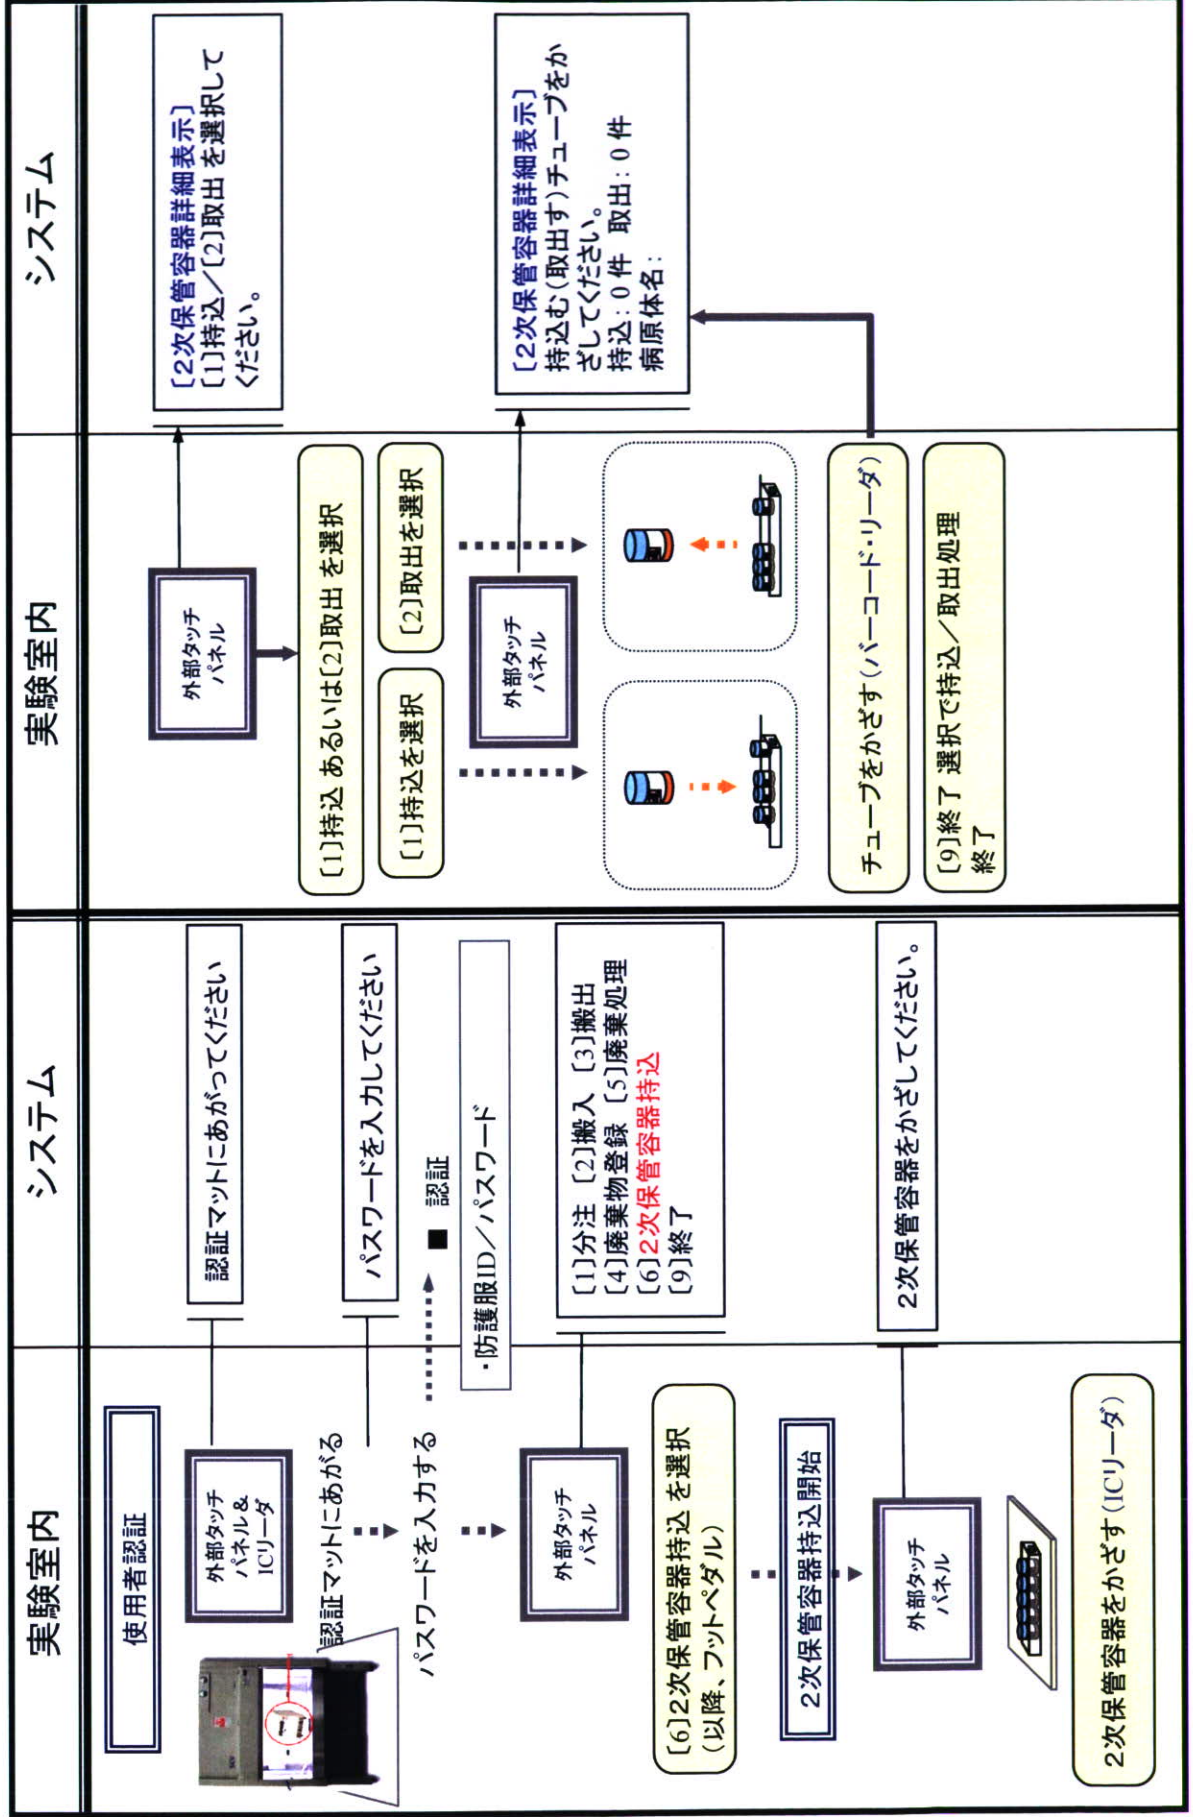 実験室内
システム
使用者認証
外部タッチ
パネル&
ICリーダ
認証マットにあがってください
認証マットにあがる
パスワードを入力してください
パスワードを入力する
■ 認証
・防護服ID／パスワード
外部タッチ
パネル
[1]分注 [2]搬入 [3]搬出
[4]廃棄物登録 [5]廃棄処理
[6]2次保管容器持込
[9]終了
[6]2次保管容器持込 を選択
(以降、フットペダル)
2次保管容器持込開始
外部タッチ
パネル
2次保管容器をかざしてください。
2次保管容器をかざす(ICリーダ)
実験室内
システム
外部タッチ
パネル
[2次保管容器詳細表示]
[1]持込／[2]取出 を選択して
ください。
[1]持込 あるいは[2]取出 を選択
[1]持込を選択
[2]取出を選択
外部タッチ
パネル
[2次保管容器詳細表示]
持込む(取出す)チューブをか
ざしてください。
持込：0 件 取出：0 件
病原体名：
チューブをかざす(バーコード・リーダ)
[9]終了 選択で持込／取出処理
終了